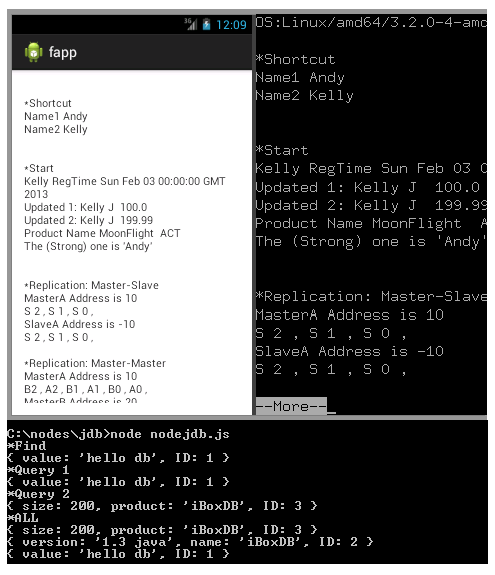 3G 12:09
fapp
*Shortcut
Name1 Andy
Name2 Kelly
*Start
Kelly RegTime Sun Feb 03 00:00:00 GMT
2013
Updated 1: Kelly J  100.0
Updated 2: Kelly J  199.99
Product Name MoonFlight  ACT
The (Strong) one is 'Andy'
*Replication: Master-Slave
MasterA Address is 10
S 2 , S 1 , S 0 ,
SlaveA Address is -10
S 2 , S 1 , S 0 ,
*Replication: Master-Master
MasterA Address is 10
B2 , A2 , B1 , A1 , B0 , A0 ,
MasterB Address is 20
OS:Linux/amd64/3.2.0-4-amd
*Shortcut
Name1 Andy
Name2 Kelly
*Start
Kelly RegTime Sun Feb 03 0
Updated 1: Kelly J  100.0
Updated 2: Kelly J  199.99
Product Name MoonFlight  A
The (Strong) one is 'Andy'
*Replication: Master-Slave
MasterA Address is 10
S 2 , S 1 , S 0 ,
SlaveA Address is -10
S 2 , S 1 , S 0 ,
--More--
C:\nodes\jdb>node nodejdb.js
*Find
{ value: 'hello db', ID: 1 }
*Query 1
{ value: 'hello db', ID: 1 }
*Query 2
{ size: 200, product: 'iBoxDB', ID: 3 }
*ALL
{ size: 200, product: 'iBoxDB', ID: 3 }
{ version: '1.3 java', name: 'iBoxDB', ID: 2 }
{ value: 'hello db', ID: 1 }